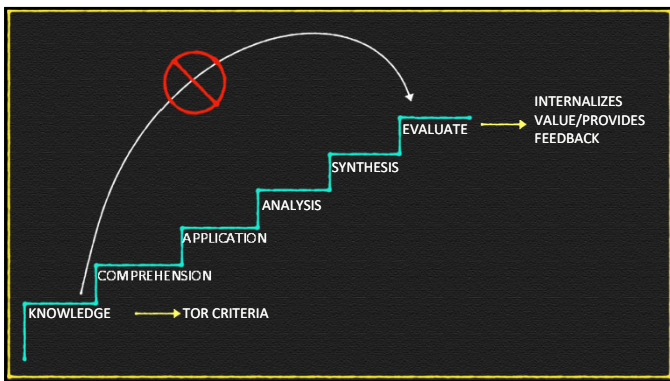 INTERNALIZES
VALUE/PROVIDES
FEEDBACK
EVALUATE
SYNTHESIS
ANALYSIS
APPLICATION
COMPREHENSION
KNOWLEDGE
TOR CRITERIA